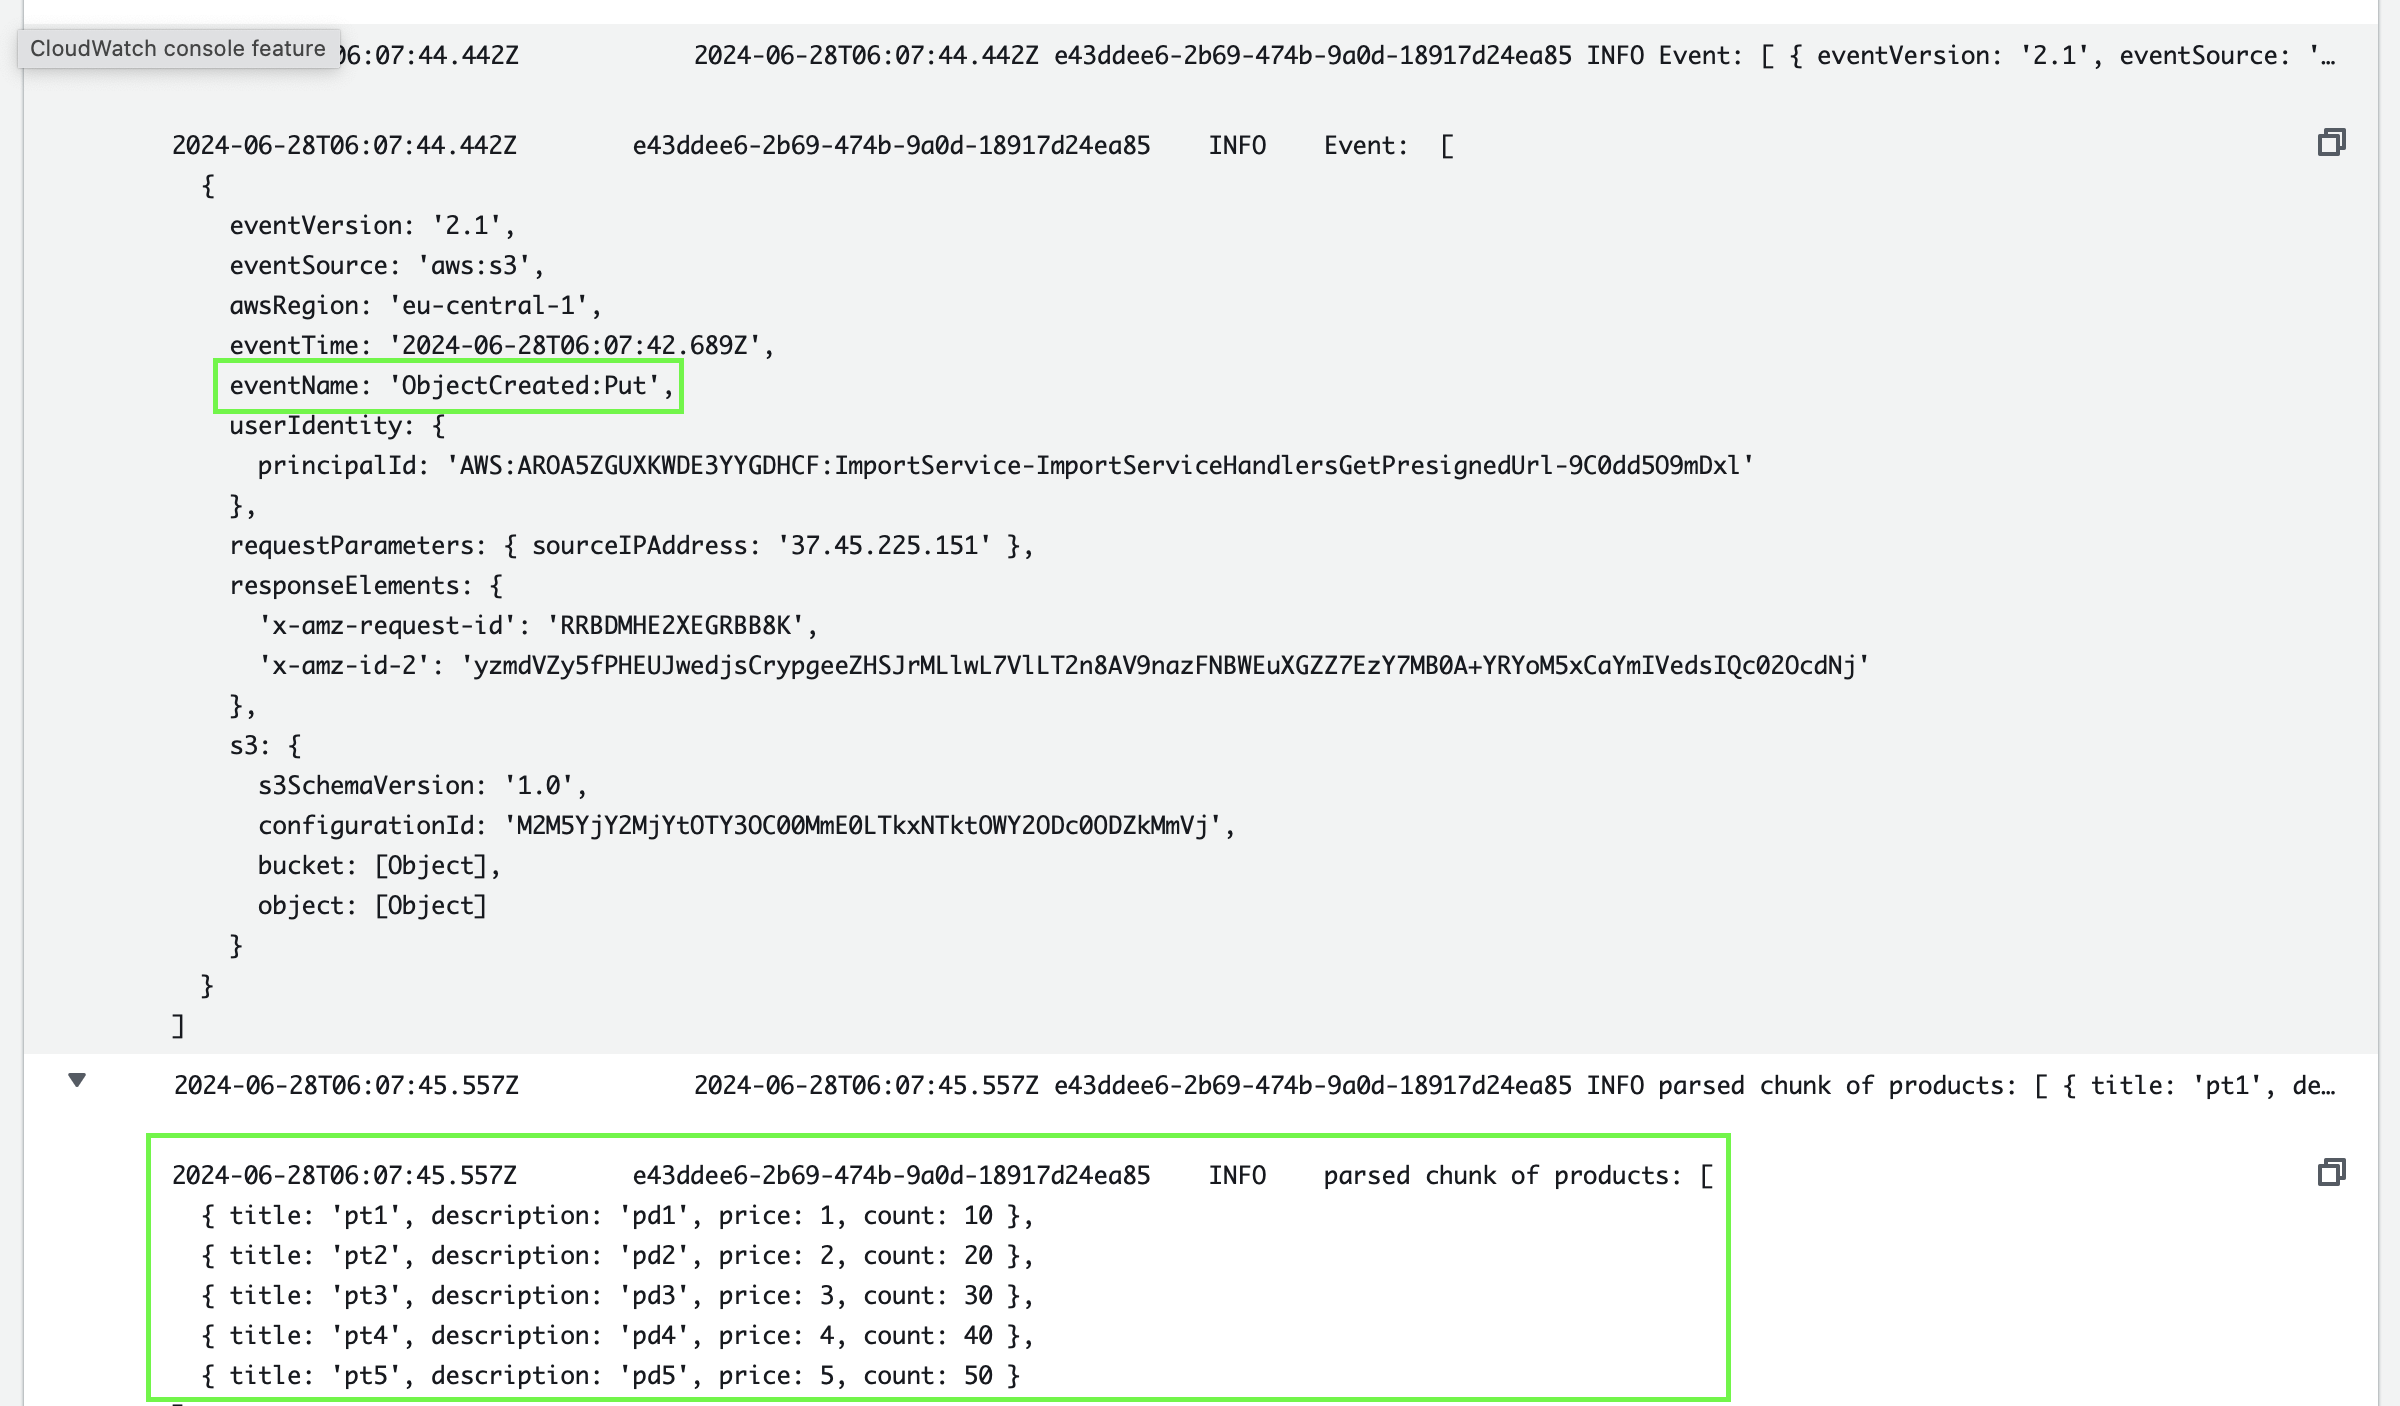 CloudWatch console feature
06:07:44.442Z 2024-06-28T06:07:44.442Z e43ddee6-2b69-474b-9a0d-18917d24ea85 INFO Event: [ { eventVersion: '2.1', eventSource: '…
2024-06-28T06:07:44.442Z e43ddee6-2b69-474b-9a0d-18917d24ea85 INFO Event: [
{
eventVersion: '2.1',
eventSource: 'aws:s3',
awsRegion: 'eu-central-1',
eventTime: '2024-06-28T06:07:42.689Z',
eventName: 'ObjectCreated:Put',
userIdentity: {
principalId: 'AWS:AROA5ZGUXKWDE3YYGDHCF:ImportService-ImportServiceHandlersGetPresignedUrl-9C0dd5O9mDxl'
},
requestParameters: { sourceIPAddress: '37.45.225.151' },
responseElements: {
'x-amz-request-id': 'RRBDMHE2XEGRBB8K',
'x-amz-id-2': 'yzmdVZy5fPHEUJwedjsCrypgeeZHSJrMLlwL7VlLT2n8AV9nazFNBWEuXGZZ7EzY7MB0A+YRYoM5xCaYmIVedsIQc02OcdNj'
},
s3: {
s3SchemaVersion: '1.0',
configurationId: 'M2M5YjY2MjYtOTY3OC00MmE0LTkxNTktOWY2ODc0ODZkMmVj',
bucket: [Object],
object: [Object]
}
}
]
2024-06-28T06:07:45.557Z 2024-06-28T06:07:45.557Z e43ddee6-2b69-474b-9a0d-18917d24ea85 INFO parsed chunk of products: [ { title: 'pt1', de…
2024-06-28T06:07:45.557Z e43ddee6-2b69-474b-9a0d-18917d24ea85 INFO parsed chunk of products: [
{ title: 'pt1', description: 'pd1', price: 1, count: 10 },
{ title: 'pt2', description: 'pd2', price: 2, count: 20 },
{ title: 'pt3', description: 'pd3', price: 3, count: 30 },
{ title: 'pt4', description: 'pd4', price: 4, count: 40 },
{ title: 'pt5', description: 'pd5', price: 5, count: 50 }